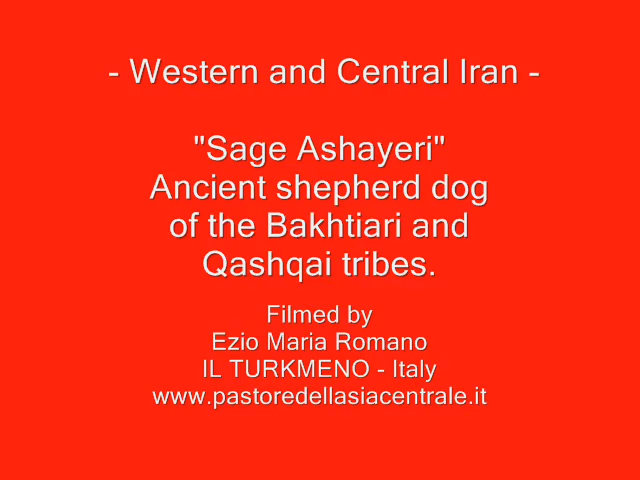 - Western and Central Iran -
"Sage Ashayeri"
Ancient shepherd dog
of the Bakhtiari and
Qashqai tribes.
Filmed by
Ezio Maria Romano
IL TURKMENO - Italy
www.pastoredellasiacentrale.it